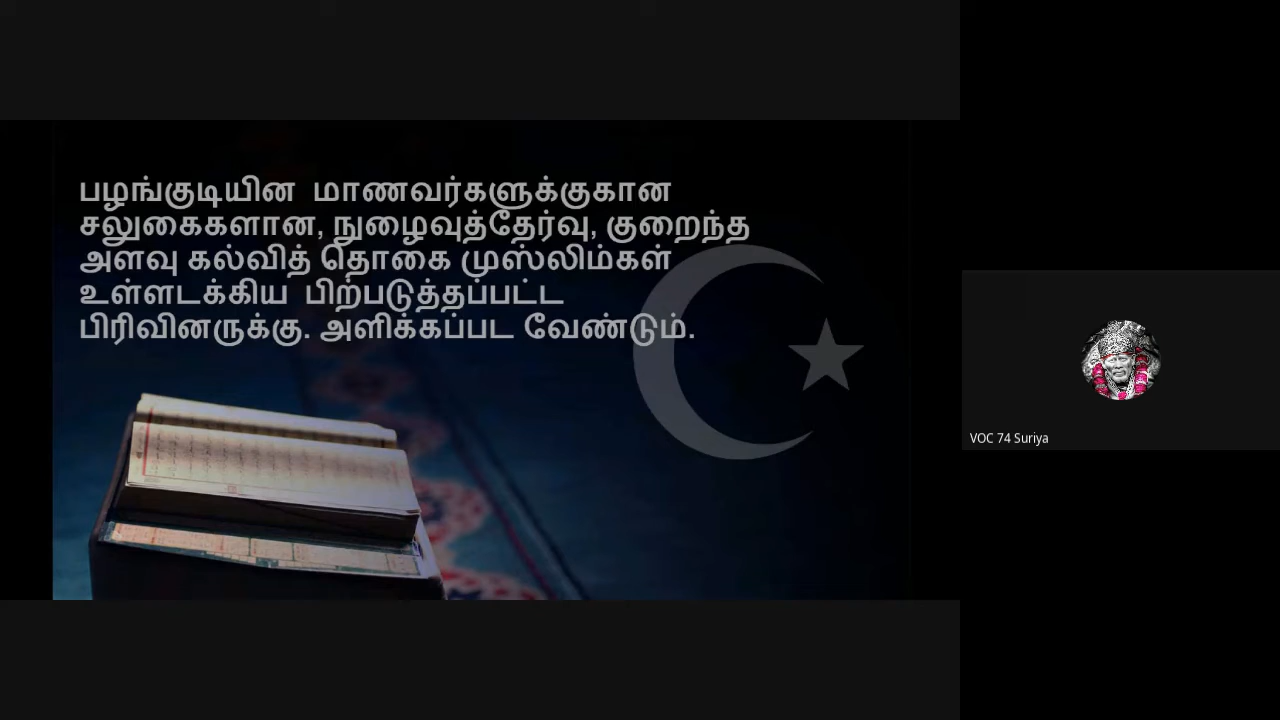 பழங்குடியின மாணவர்களுக்குகான
சலுகைகளான, நுழைவுத்தேர்வு, குறைந்த
அளவு கல்வித் தொகை முஸ்லிம்கள்
உள்ளடக்கிய பிற்படுத்தப்பட்ட
பிரிவினருக்கு. அளிக்கப்பட வேண்டும்.
VOC 74 Suriya